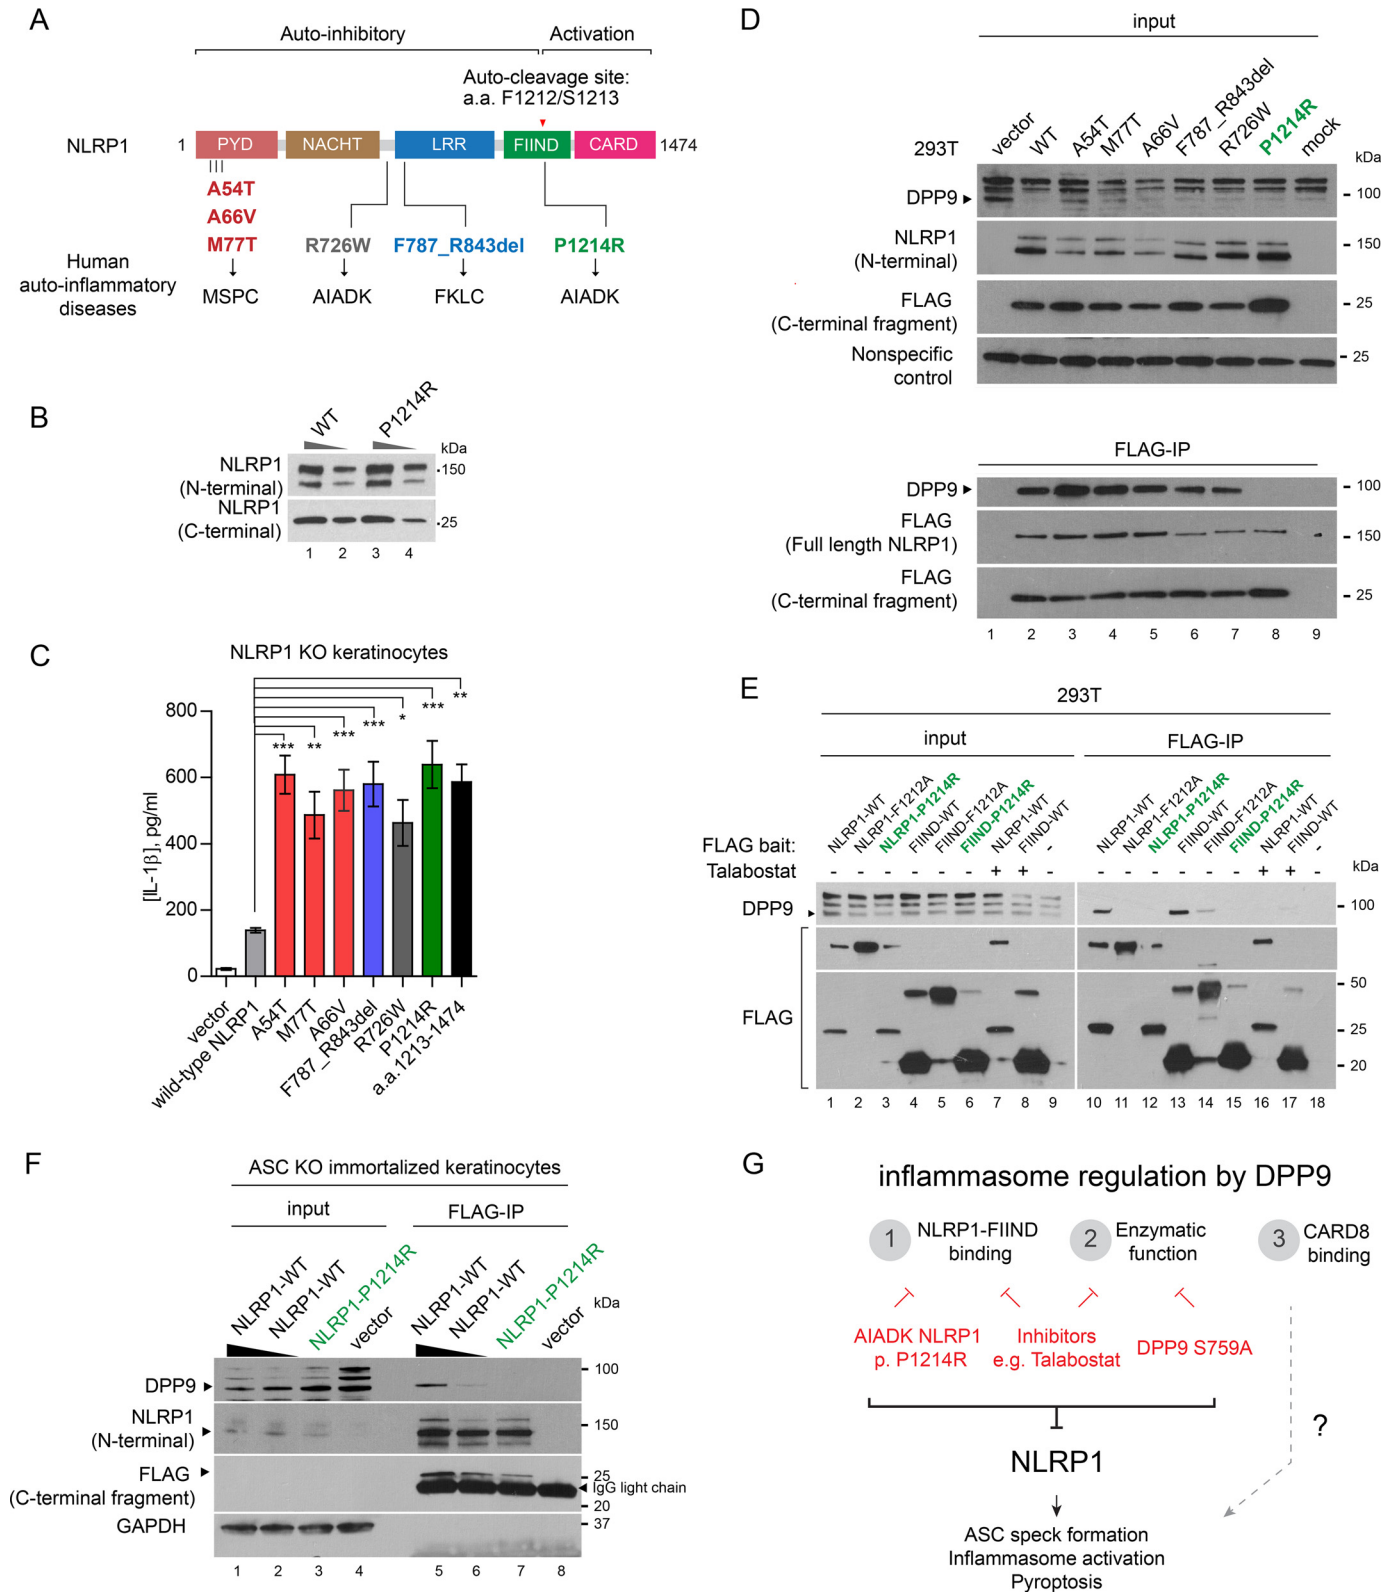 A
Auto-inhibitory
Activation
Auto-cleavage site:
a.a. F1212/S1213
NLRP1
1
PYD
NACHT
LRR
FIIND
CARD
1474
A54T
A66V
M77T
R726W
F787_R843del
P1214R
Human
auto-inflammatory
diseases
MSPC
AIADK
FKLC
AIADK
B
WT
P1214R
kDa
NLRP1
(N-terminal)
150
NLRP1
(C-terminal)
25
1 2 3 4
C
NLRP1 KO keratinocytes
[IL-1β], pg/ml
800
600
400
200
0
*** ** *** *** * *** **
vector
wild-type NLRP1
A54T
M77T
A66V
F787_R843del
R726W
P1214R
a.a.1213-1474
D
input
293T
vector
WT
A54T
M77T
A66V
F787_R843del
R726W
P1214R
mock
kDa
DPP9
100
NLRP1
(N-terminal)
150
FLAG
(C-terminal fragment)
25
Nonspecific
control
25
FLAG-IP
DPP9
100
FLAG
(Full length NLRP1)
150
FLAG
(C-terminal fragment)
25
1 2 3 4 5 6 7 8 9
E
293T
input
FLAG-IP
FLAG bait:
NLRP1-WT
NLRP1-F1212A
NLRP1-P1214R
FIIND-WT
FIIND-F1212A
FIIND-P1214R
NLRP1-WT
FIIND-WT
-
NLRP1-WT
NLRP1-F1212A
NLRP1-P1214R
FIIND-WT
FIIND-F1212A
FIIND-P1214R
NLRP1-WT
FIIND-WT
-
Talabostat - - - - - - + + - - - - - - - + + -
kDa
DPP9
100
FLAG
50
25
20
1 2 3 4 5 6 7 8 9 10 11 12 13 14 15 16 17 18
F
ASC KO immortalized keratinocytes
input
FLAG-IP
NLRP1-WT
NLRP1-WT
NLRP1-P1214R
vector
NLRP1-WT
NLRP1-WT
NLRP1-P1214R
vector
kDa
DPP9
100
NLRP1
(N-terminal)
150
FLAG
(C-terminal fragment)
25
IgG light chain
20
GAPDH
37
1 2 3 4 5 6 7 8
G
inflammasome regulation by DPP9
1
NLRP1-FIIND
binding
2
Enzymatic
function
3
CARD8
binding
AIADK NLRP1
p. P1214R
Inhibitors
e.g. Talabostat
DPP9 S759A
?
NLRP1
ASC speck formation
Inflammasome activation
Pyroptosis